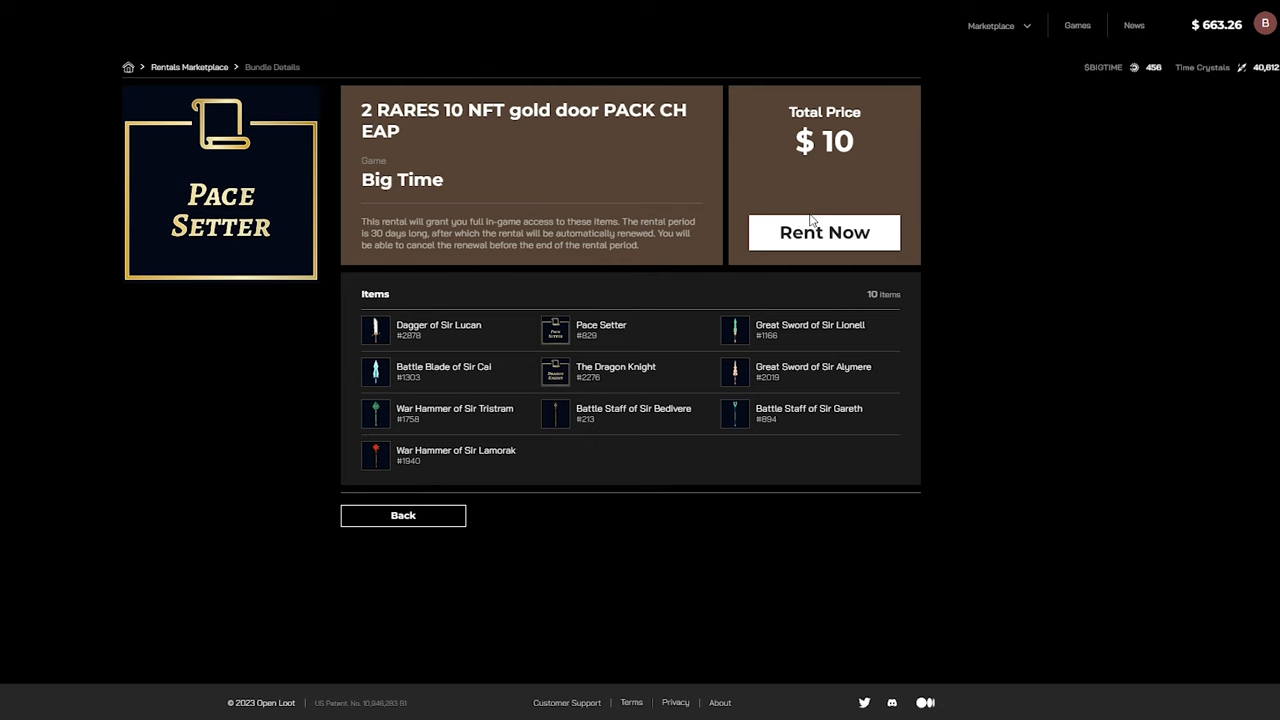 Marketplace
Games
News
$ 663.26
B
Rentals Marketplace > Bundle Details
$BIGTIME 456 Time Crystals 40,612
PACE
SETTER
2 RARES 10 NFT gold door PACK CH
EAP
Game
Big Time
This rental will grant you full in-game access to these items. The rental period
is 30 days long, after which the rental will be automatically renewed. You will
be able to cancel the renewal before the end of the rental period.
Total Price
$ 10
Rent Now
Items
10 Items
Dagger of Sir Lucan
#2878
Pace Setter
#829
Great Sword of Sir Lionell
#1166
Battle Blade of Sir Cai
#1303
The Dragon Knight
#2276
Great Sword of Sir Alymere
#2019
War Hammer of Sir Tristram
#1758
Battle Staff of Sir Bedivere
#213
Battle Staff of Sir Gareth
#894
War Hammer of Sir Lamorak
#1940
Back
© 2023 Open Loot
US Patent. No. 10,946,283 B1
Customer Support
Terms
Privacy
About